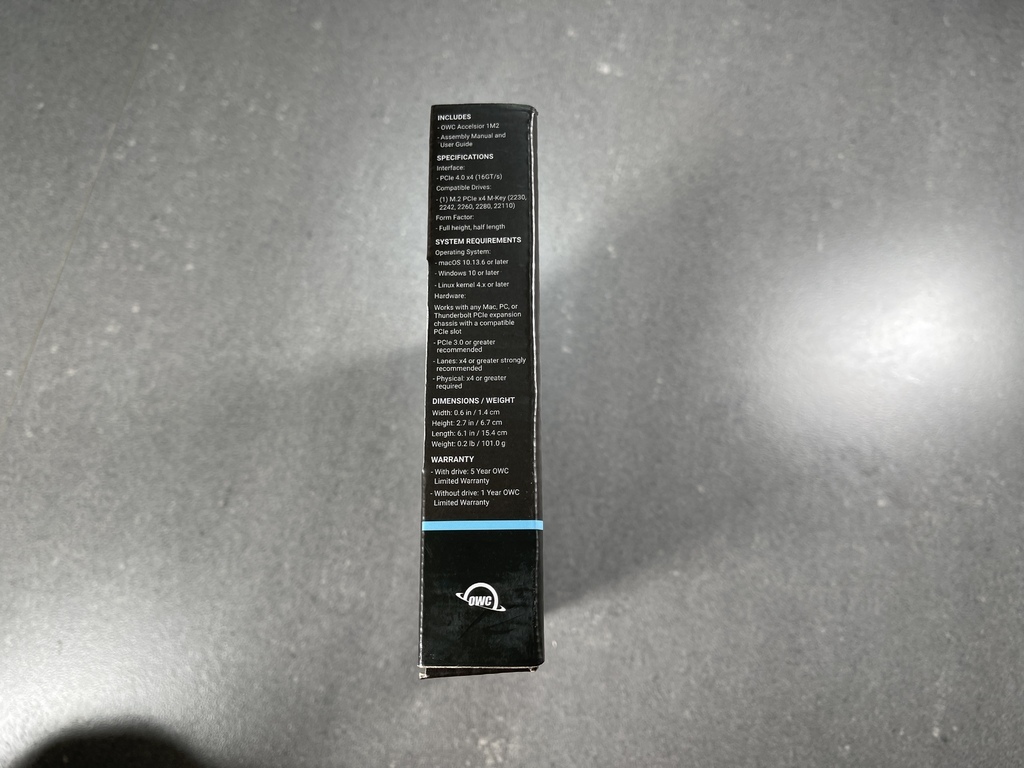 INCLUDES
- OWC Accelsior 1M2
- Assembly Manual and
User Guide
SPECIFICATIONS
Interface:
- PCIe 4.0 x4 (16GT/s)
Compatible Drives:
- (1) M.2 PCIe x4 M-Key (2230,
2242, 2260, 2280, 22110)
Form Factor:
- Full height, half length
SYSTEM REQUIREMENTS
Operating System:
- macOS 10.13.6 or later
- Windows 10 or later
- Linux kernel 4.x or later
Hardware:
Works with any Mac, PC, or
Thunderbolt PCIe expansion
chassis with a compatible
PCIe slot
- PCIe 3.0 or greater
recommended
- Lanes: x4 or greater strongly
recommended
- Physical: x4 or greater
required
DIMENSIONS / WEIGHT
Width: 0.6 in / 1.4 cm
Height: 2.7 in / 6.7 cm
Length: 6.1 in / 15.4 cm
Weight: 0.2 lb / 101.0 g
WARRANTY
- With drive: 5 Year OWC
Limited Warranty
- Without drive: 1 Year OWC
Limited Warranty
OWC